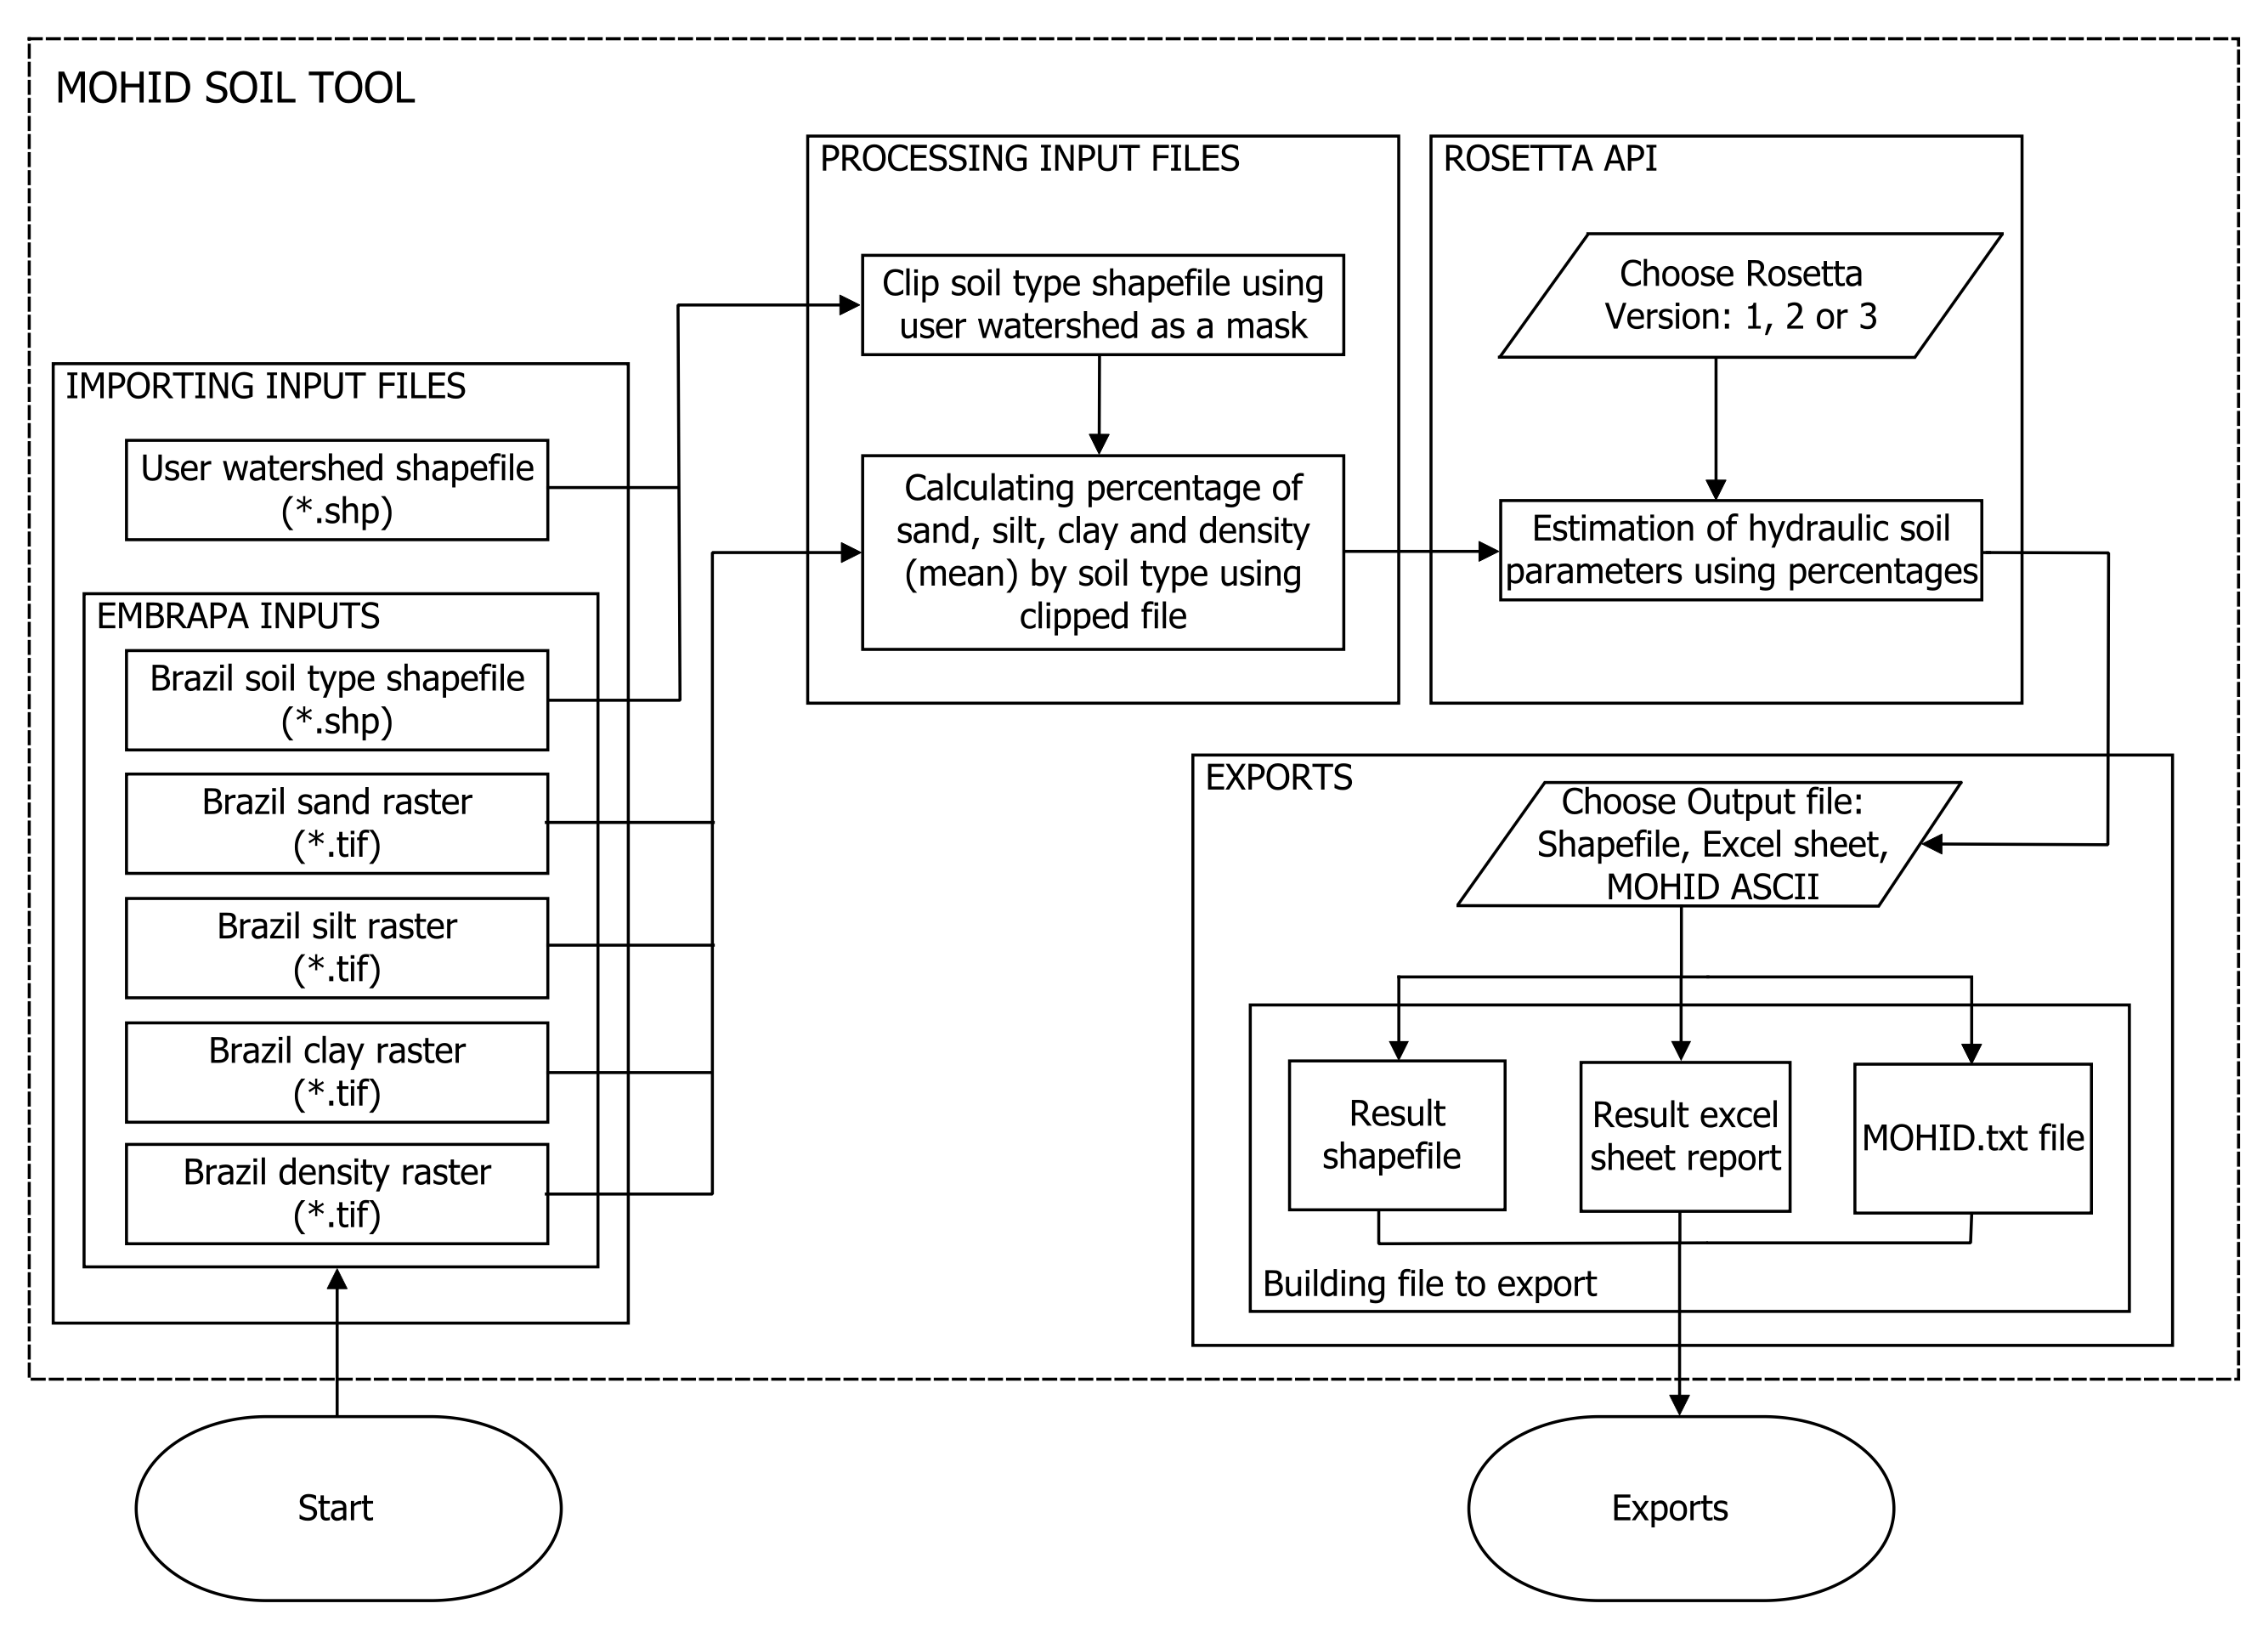 MOHID SOIL TOOL
IMPORTING INPUT FILES
User watershed shapefile
(*.shp)
EMBRAPA INPUTS
Brazil soil type shapefile
(*.shp)
Brazil sand raster
(*.tif)
Brazil silt raster
(*.tif)
Brazil clay raster
(*.tif)
Brazil density raster
(*.tif)
Start
PROCESSING INPUT FILES
Clip soil type shapefile using
user watershed as a mask
Calculating percentage of
sand, silt, clay and density
(mean) by soil type using
clipped file
ROSETTA API
Choose Rosetta
Version: 1, 2 or 3
Estimation of hydraulic soil
parameters using percentages
EXPORTS
Choose Output file:
Shapefile, Excel sheet,
MOHID ASCII
Result
shapefile
Result excel
sheet report
MOHID.txt file
Building file to export
Exports